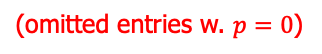 (omitted entries w. p = 0)